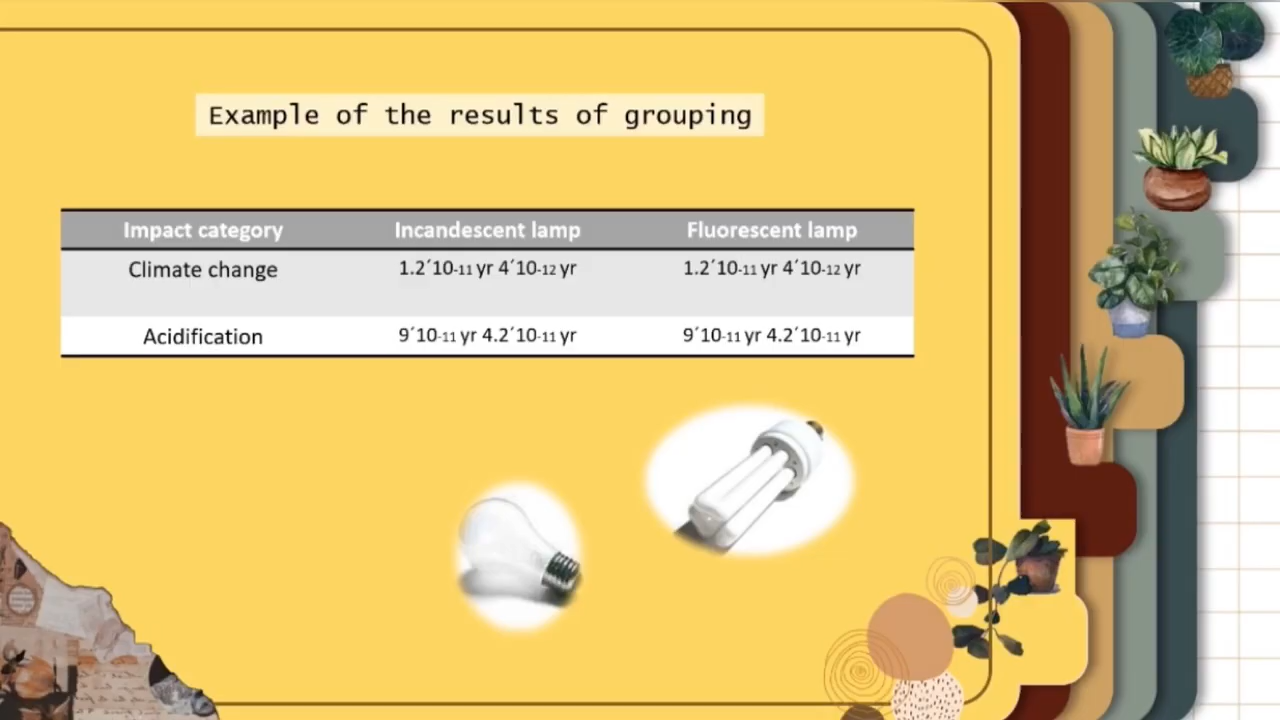 Example of the results of grouping
Impact category Incandescent lamp Fluorescent lamp
Climate change 1.2´10-11 yr 4´10-12 yr 1.2´10-11 yr 4´10-12 yr
Acidification 9´10-11 yr 4.2´10-11 yr 9´10-11 yr 4.2´10-11 yr